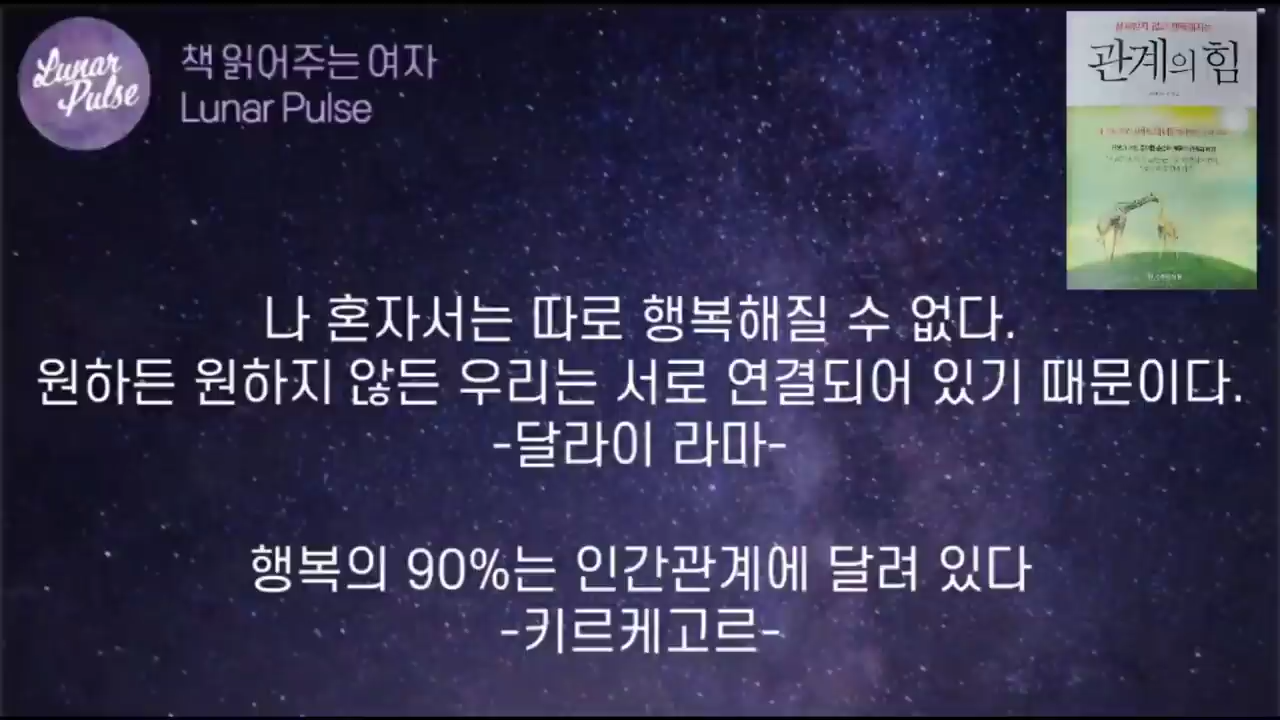 Lunar
Pulse
책 읽어주는 여자
Lunar Pulse
관계의 힘
나 혼자서는 따로 행복해질 수 없다.
원하든 원하지 않든 우리는 서로 연결되어 있기 때문이다.
-달라이 라마-
행복의 90%는 인간관계에 달려 있다
-키르케고르-